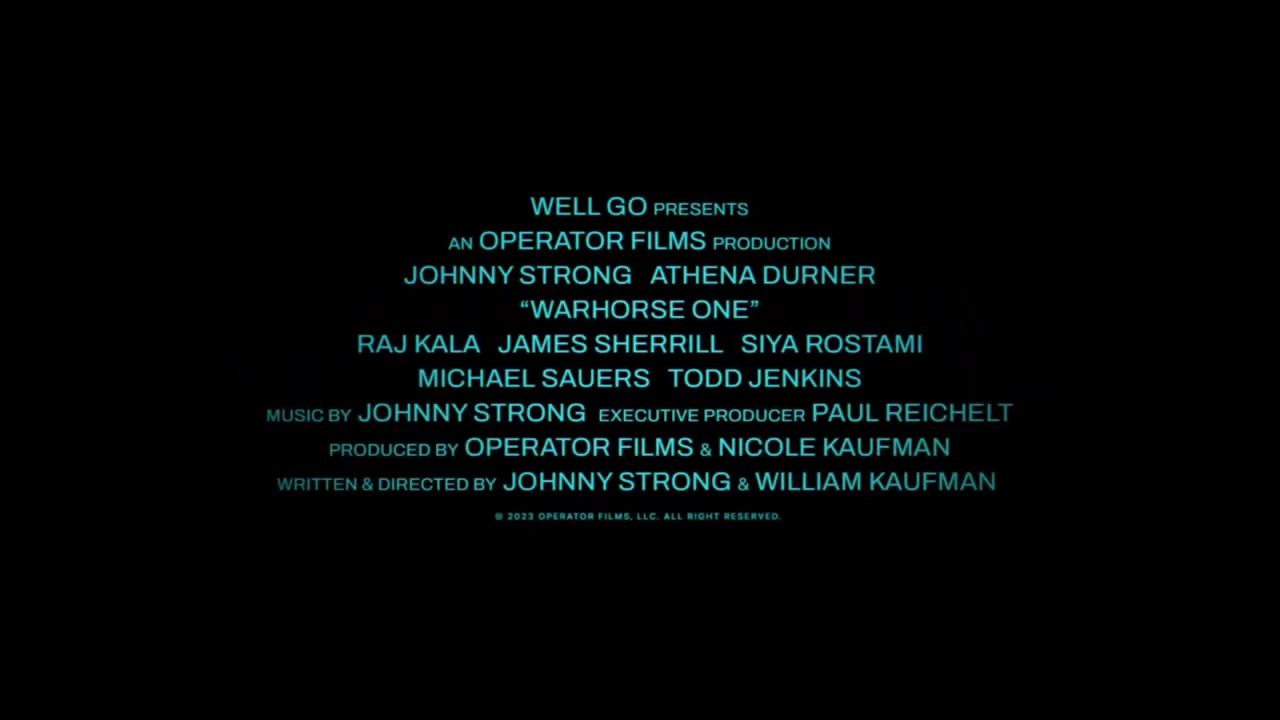 WELL GO PRESENTS
AN OPERATOR FILMS PRODUCTION
JOHNNY STRONG ATHENA DURNER
“WARHORSE ONE”
RAJ KALA JAMES SHERRILL SIYA ROSTAMI
MICHAEL SAUERS TODD JENKINS
MUSIC BY JOHNNY STRONG EXECUTIVE PRODUCER PAUL REICHELT
PRODUCED BY OPERATOR FILMS & NICOLE KAUFMAN
WRITTEN & DIRECTED BY JOHNNY STRONG & WILLIAM KAUFMAN
© 2023 OPERATOR FILMS, LLC. ALL RIGHT RESERVED.